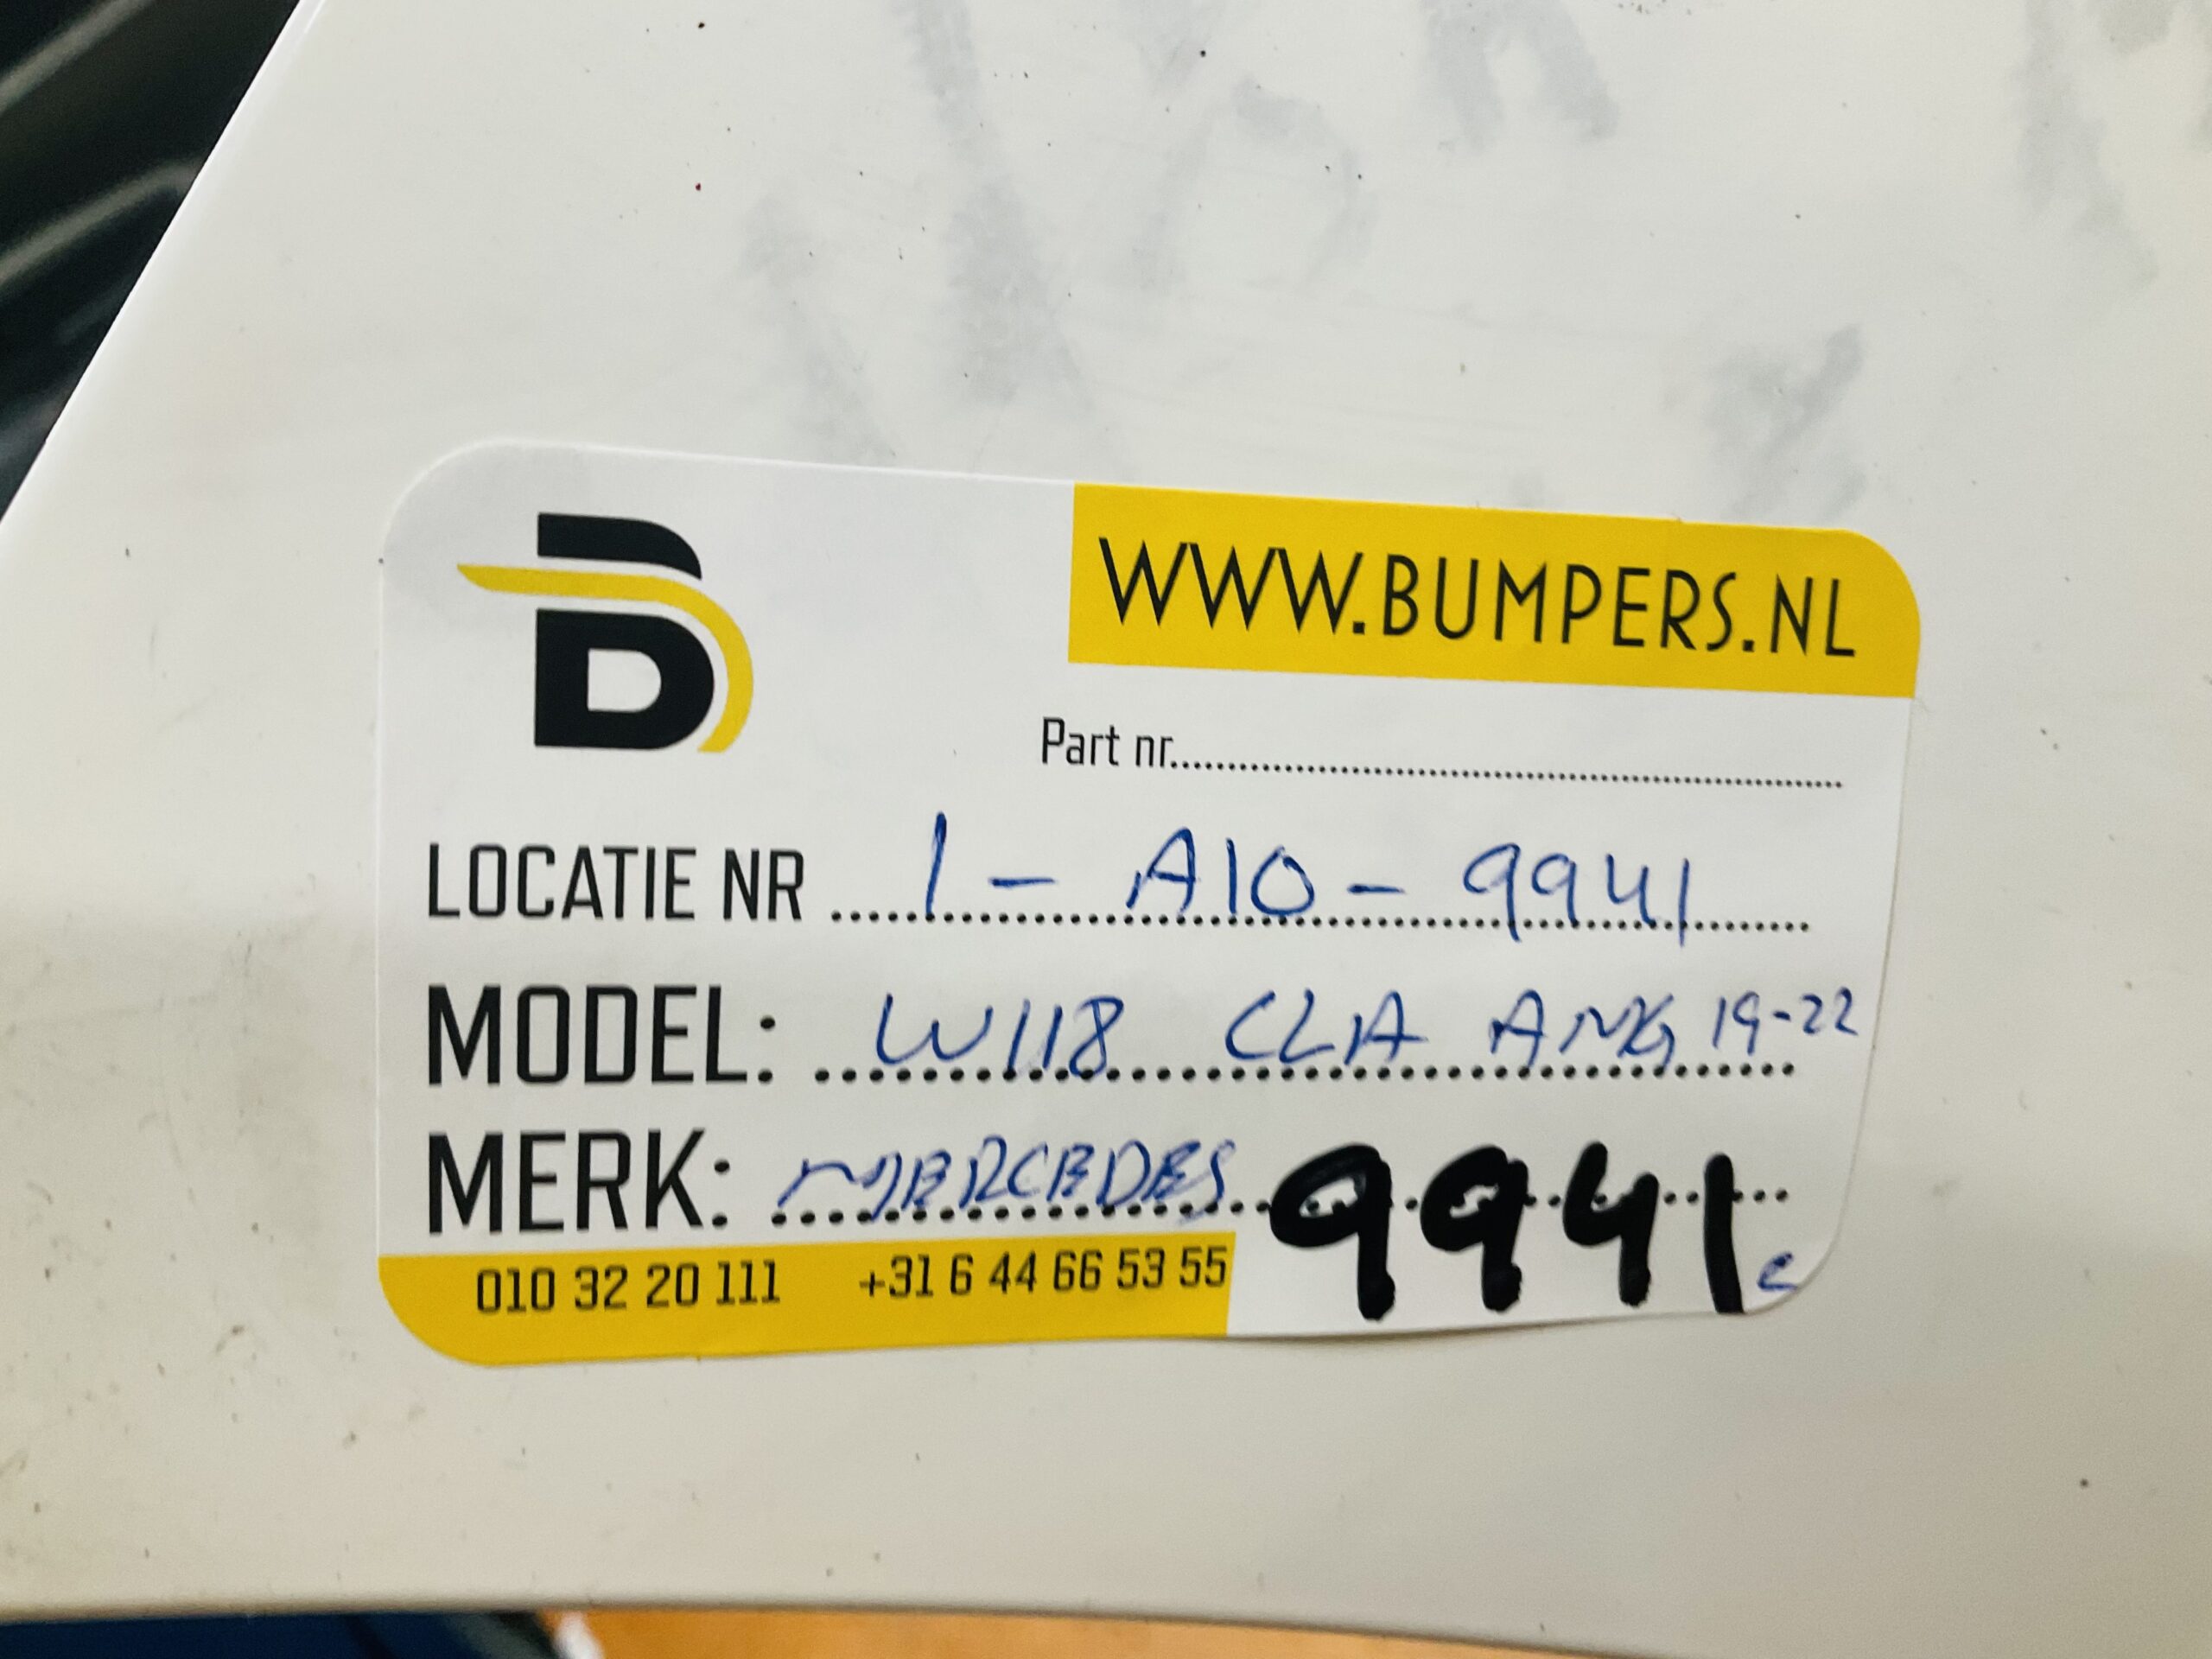 B
WWW.BUMPERS.NL
Part nr.............................................
LOCATIE NR 1 - A10 - 9941
MODEL: W118 CLA AMG 19-22
MERK: MERCEDES 9941 c
010 32 20 111 +31 6 44 66 53 55